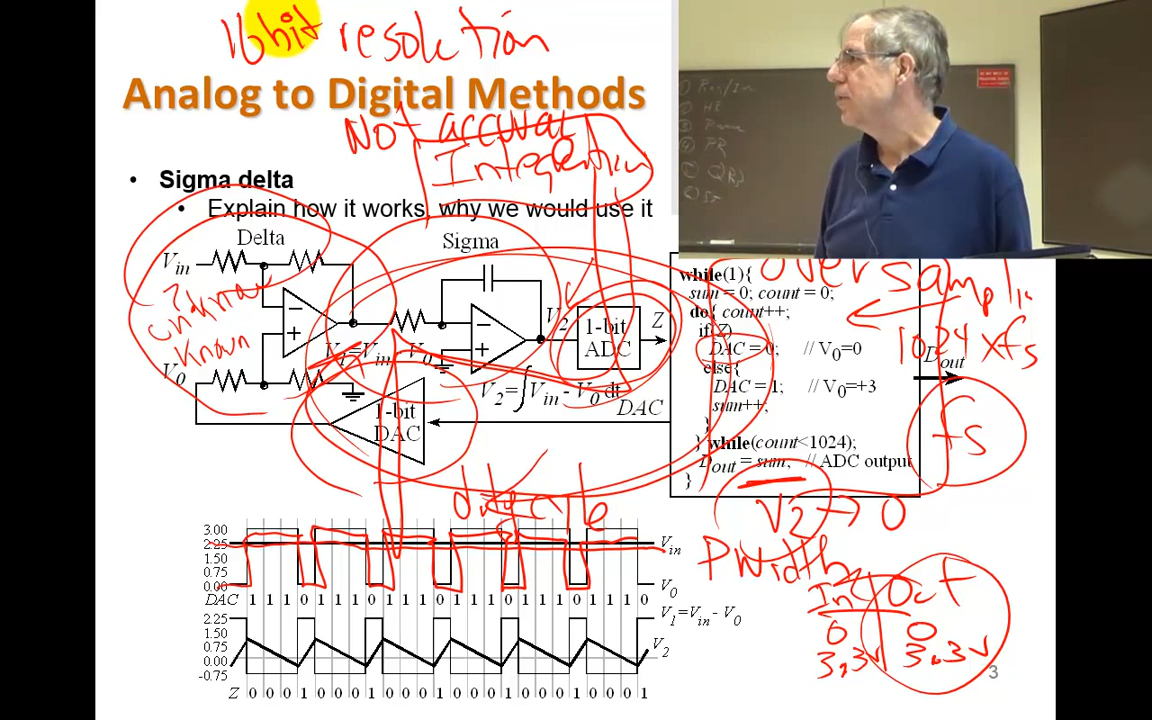 16 bit resolution
Analog to Digital Methods
Not
Integration
• Sigma delta
• Explain how it works, why we would use it
Delta
Sigma
Vin
unknown
known
V0
V1=Vin - V0
V2
1-bit
ADC
Z
V2=∫Vin - V0 dt
1-bit
DAC
DAC
over
while(1){
sum = 0; count = 0;
do{ count++;
if(Z)
DAC = 0; // V0=0
else{
DAC = 1; // V0=+3
sum++;
}
} while(count<1024);
Dout = sum; // ADC output
}
1024 x fs
Dout
fs
V2 → 0
3.00
2.25
1.50
0.75
0.00
Vin
V0
DAC 1 1 1 0 1 1 1 0 1 1 1 0 1 1 1 0 1 1 1 0 1 1 1 0
2.25
1.50
0.75
0.00
-0.75
V1=Vin - V0
V2
Z 0 0 0 1 0 0 0 1 0 0 0 1 0 0 0 1 0 0 0 1 0 0 0 1
PWidth
In Out
0 0
3.3v 3.3v
3